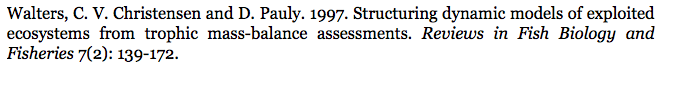 Walters, C. V. Christensen and D. Pauly. 1997. Structuring dynamic models of exploited
ecosystems from trophic mass-balance assessments. Reviews in Fish Biology and
Fisheries 7(2): 139-172.